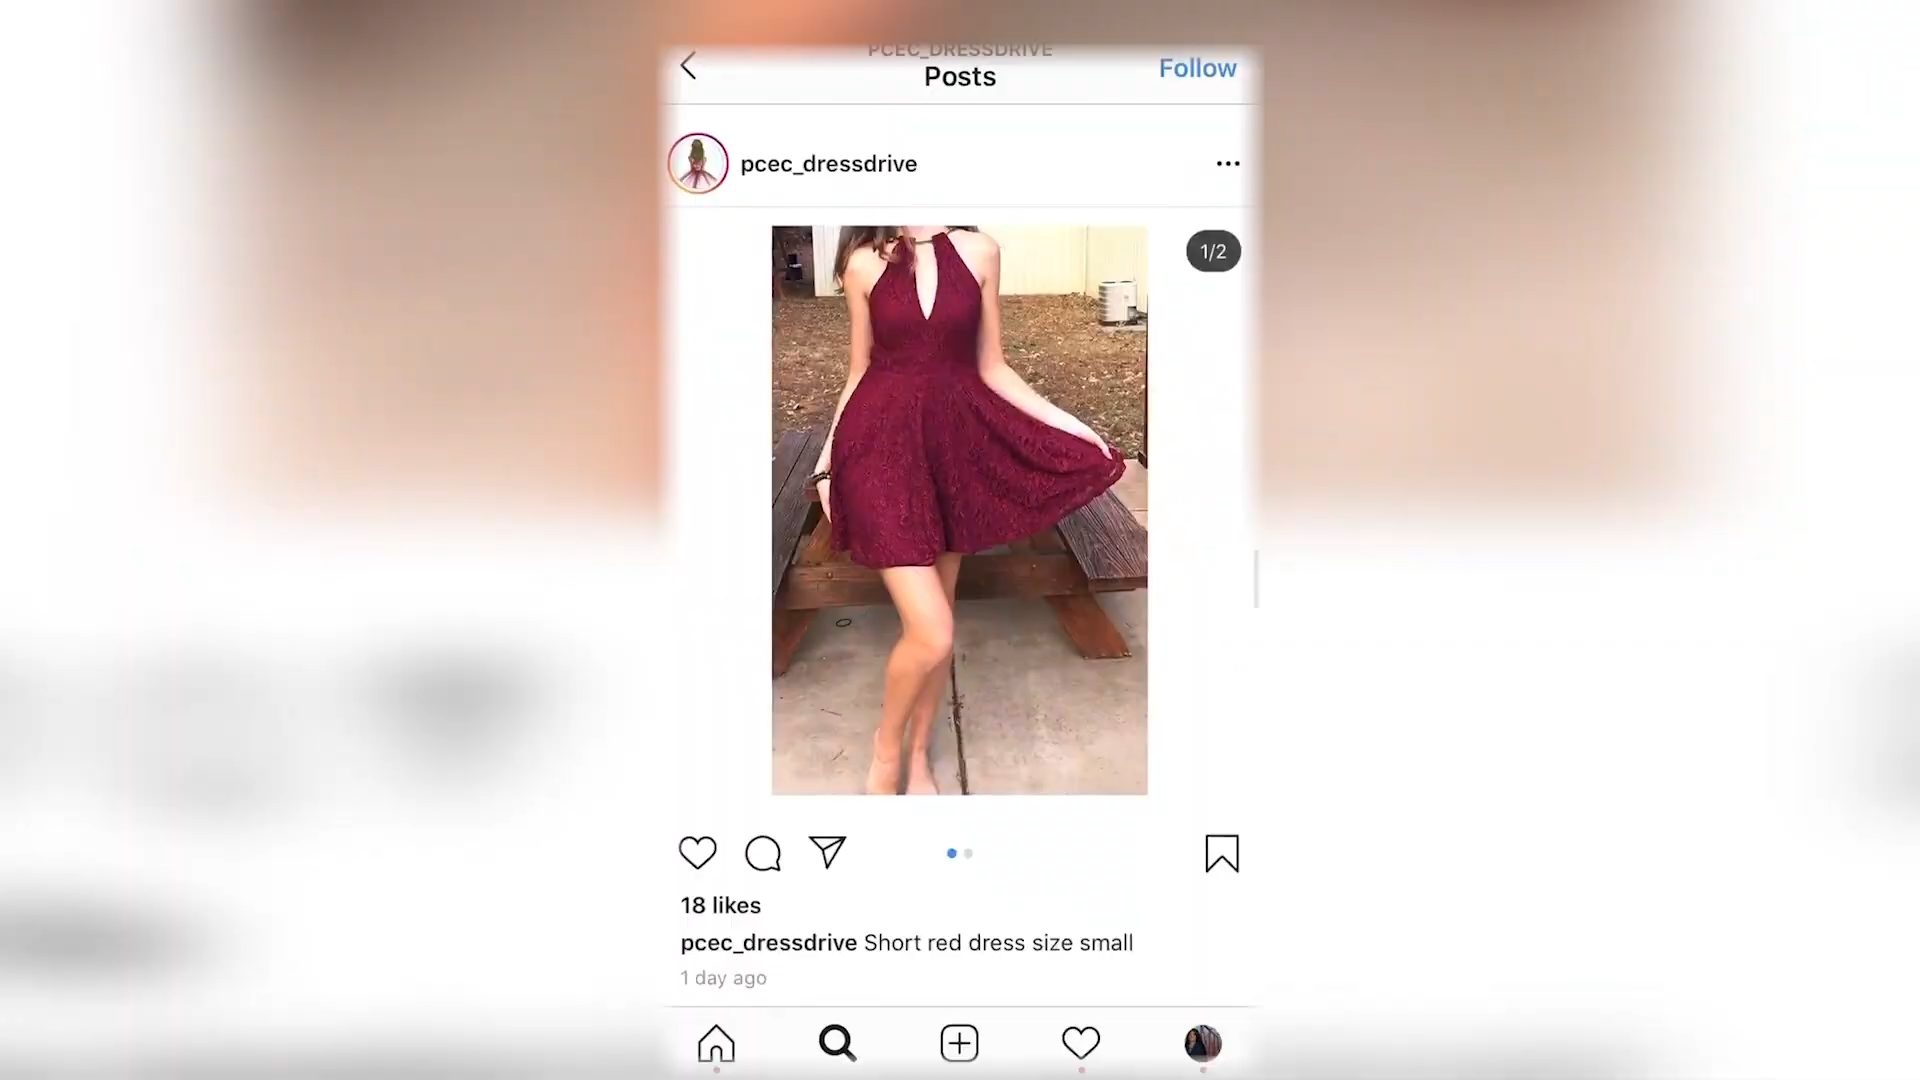 PCEC_DRESSDRIVE
Posts
Follow
pcec_dressdrive
1/2
18 likes
pcec_dressdrive Short red dress size small
1 day ago